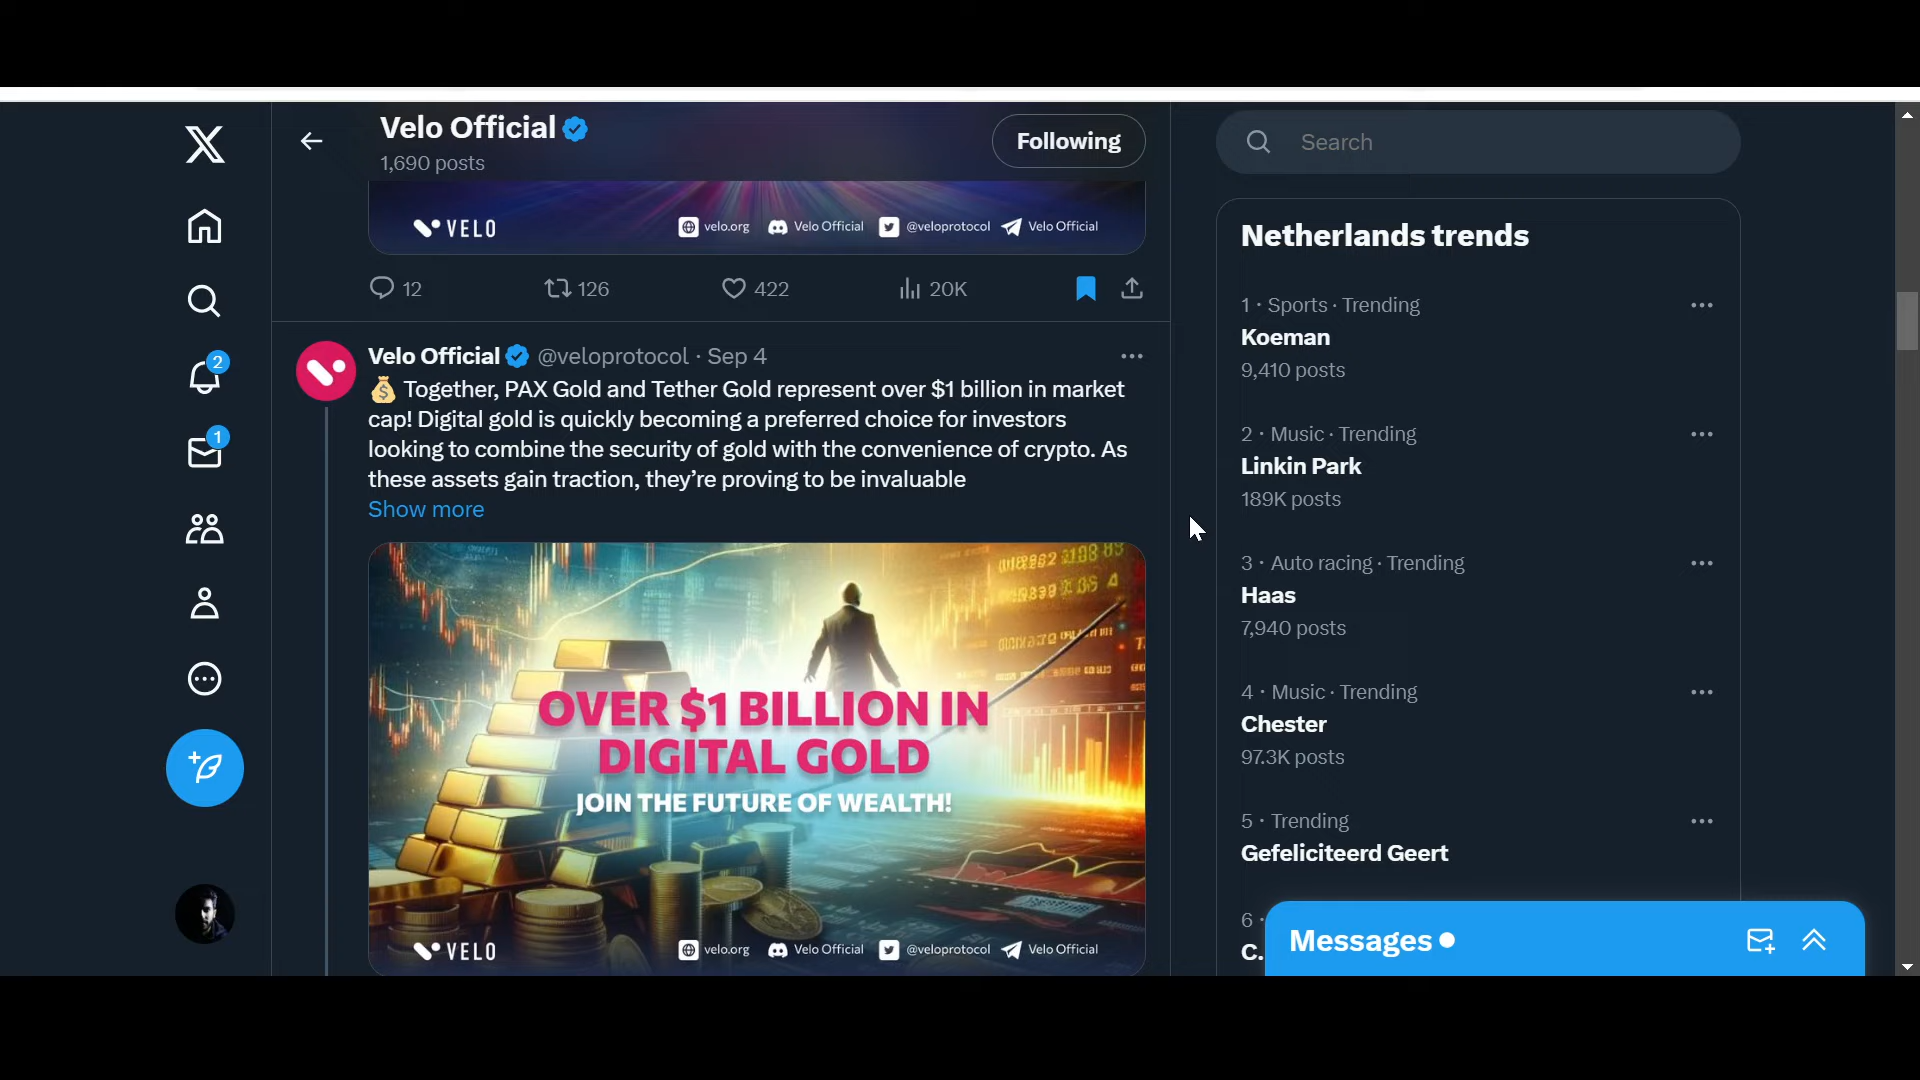 Velo Official
1,690 posts
Following
Search
VELO
velo.org
Velo Official
@veloprotocol
Velo Official
12
126
422
20K
Velo Official @veloprotocol · Sep 4
💰 Together, PAX Gold and Tether Gold represent over $1 billion in market
cap! Digital gold is quickly becoming a preferred choice for investors
looking to combine the security of gold with the convenience of crypto. As
these assets gain traction, they’re proving to be invaluable
Show more
OVER $1 BILLION IN
DIGITAL GOLD
JOIN THE FUTURE OF WEALTH!
VELO
velo.org
Velo Official
@veloprotocol
Velo Official
2
1
Netherlands trends
1 · Sports · Trending
Koeman
9,410 posts
2 · Music · Trending
Linkin Park
189K posts
3 · Auto racing · Trending
Haas
7,940 posts
4 · Music · Trending
Chester
97.3K posts
5 · Trending
Gefeliciteerd Geert
6 ·
C.
Messages